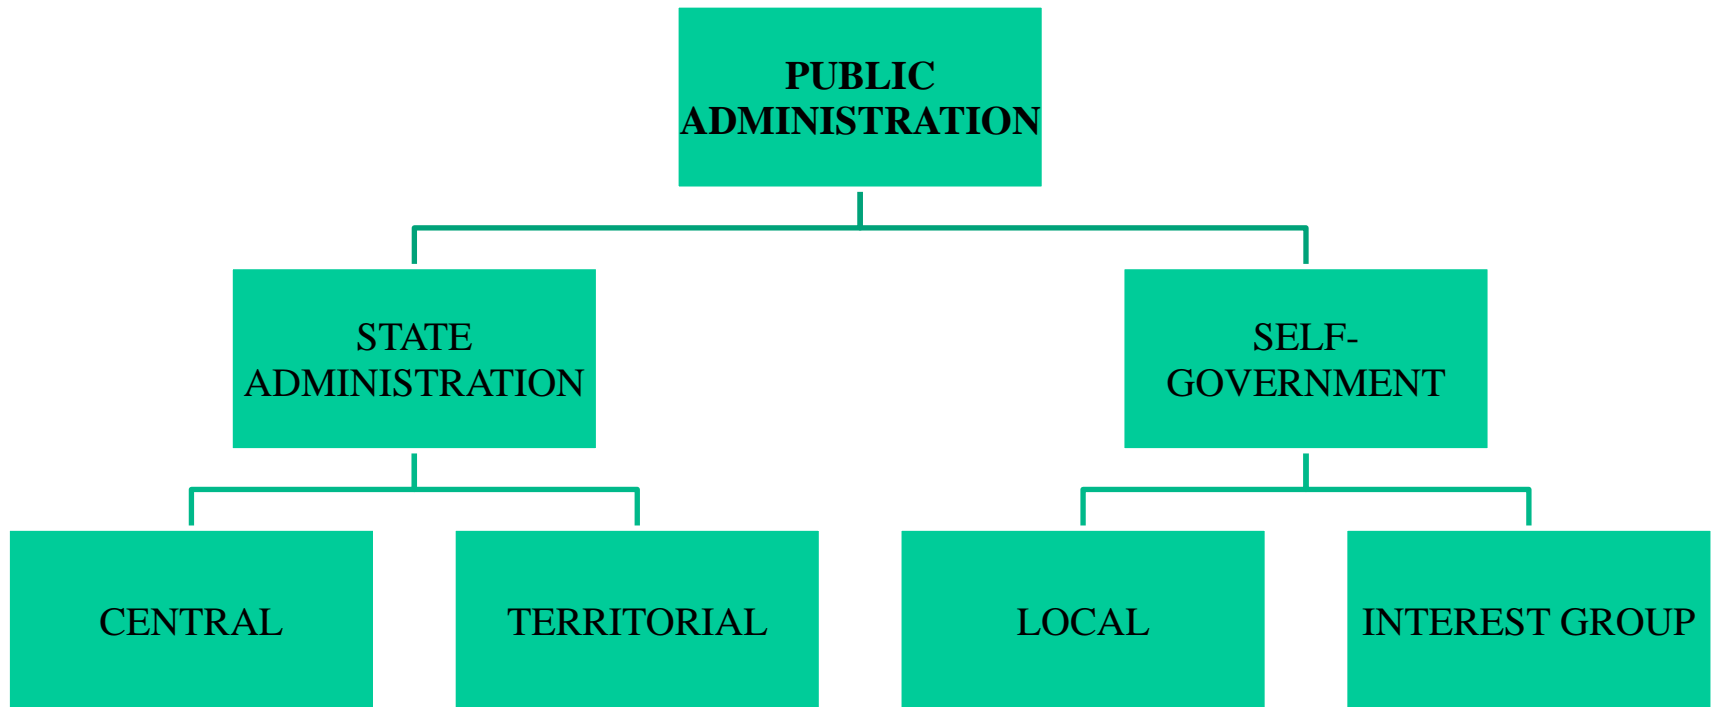 PUBLIC
ADMINISTRATION
STATE
ADMINISTRATION
SELF-
GOVERNMENT
CENTRAL
TERRITORIAL
LOCAL
INTEREST GROUP